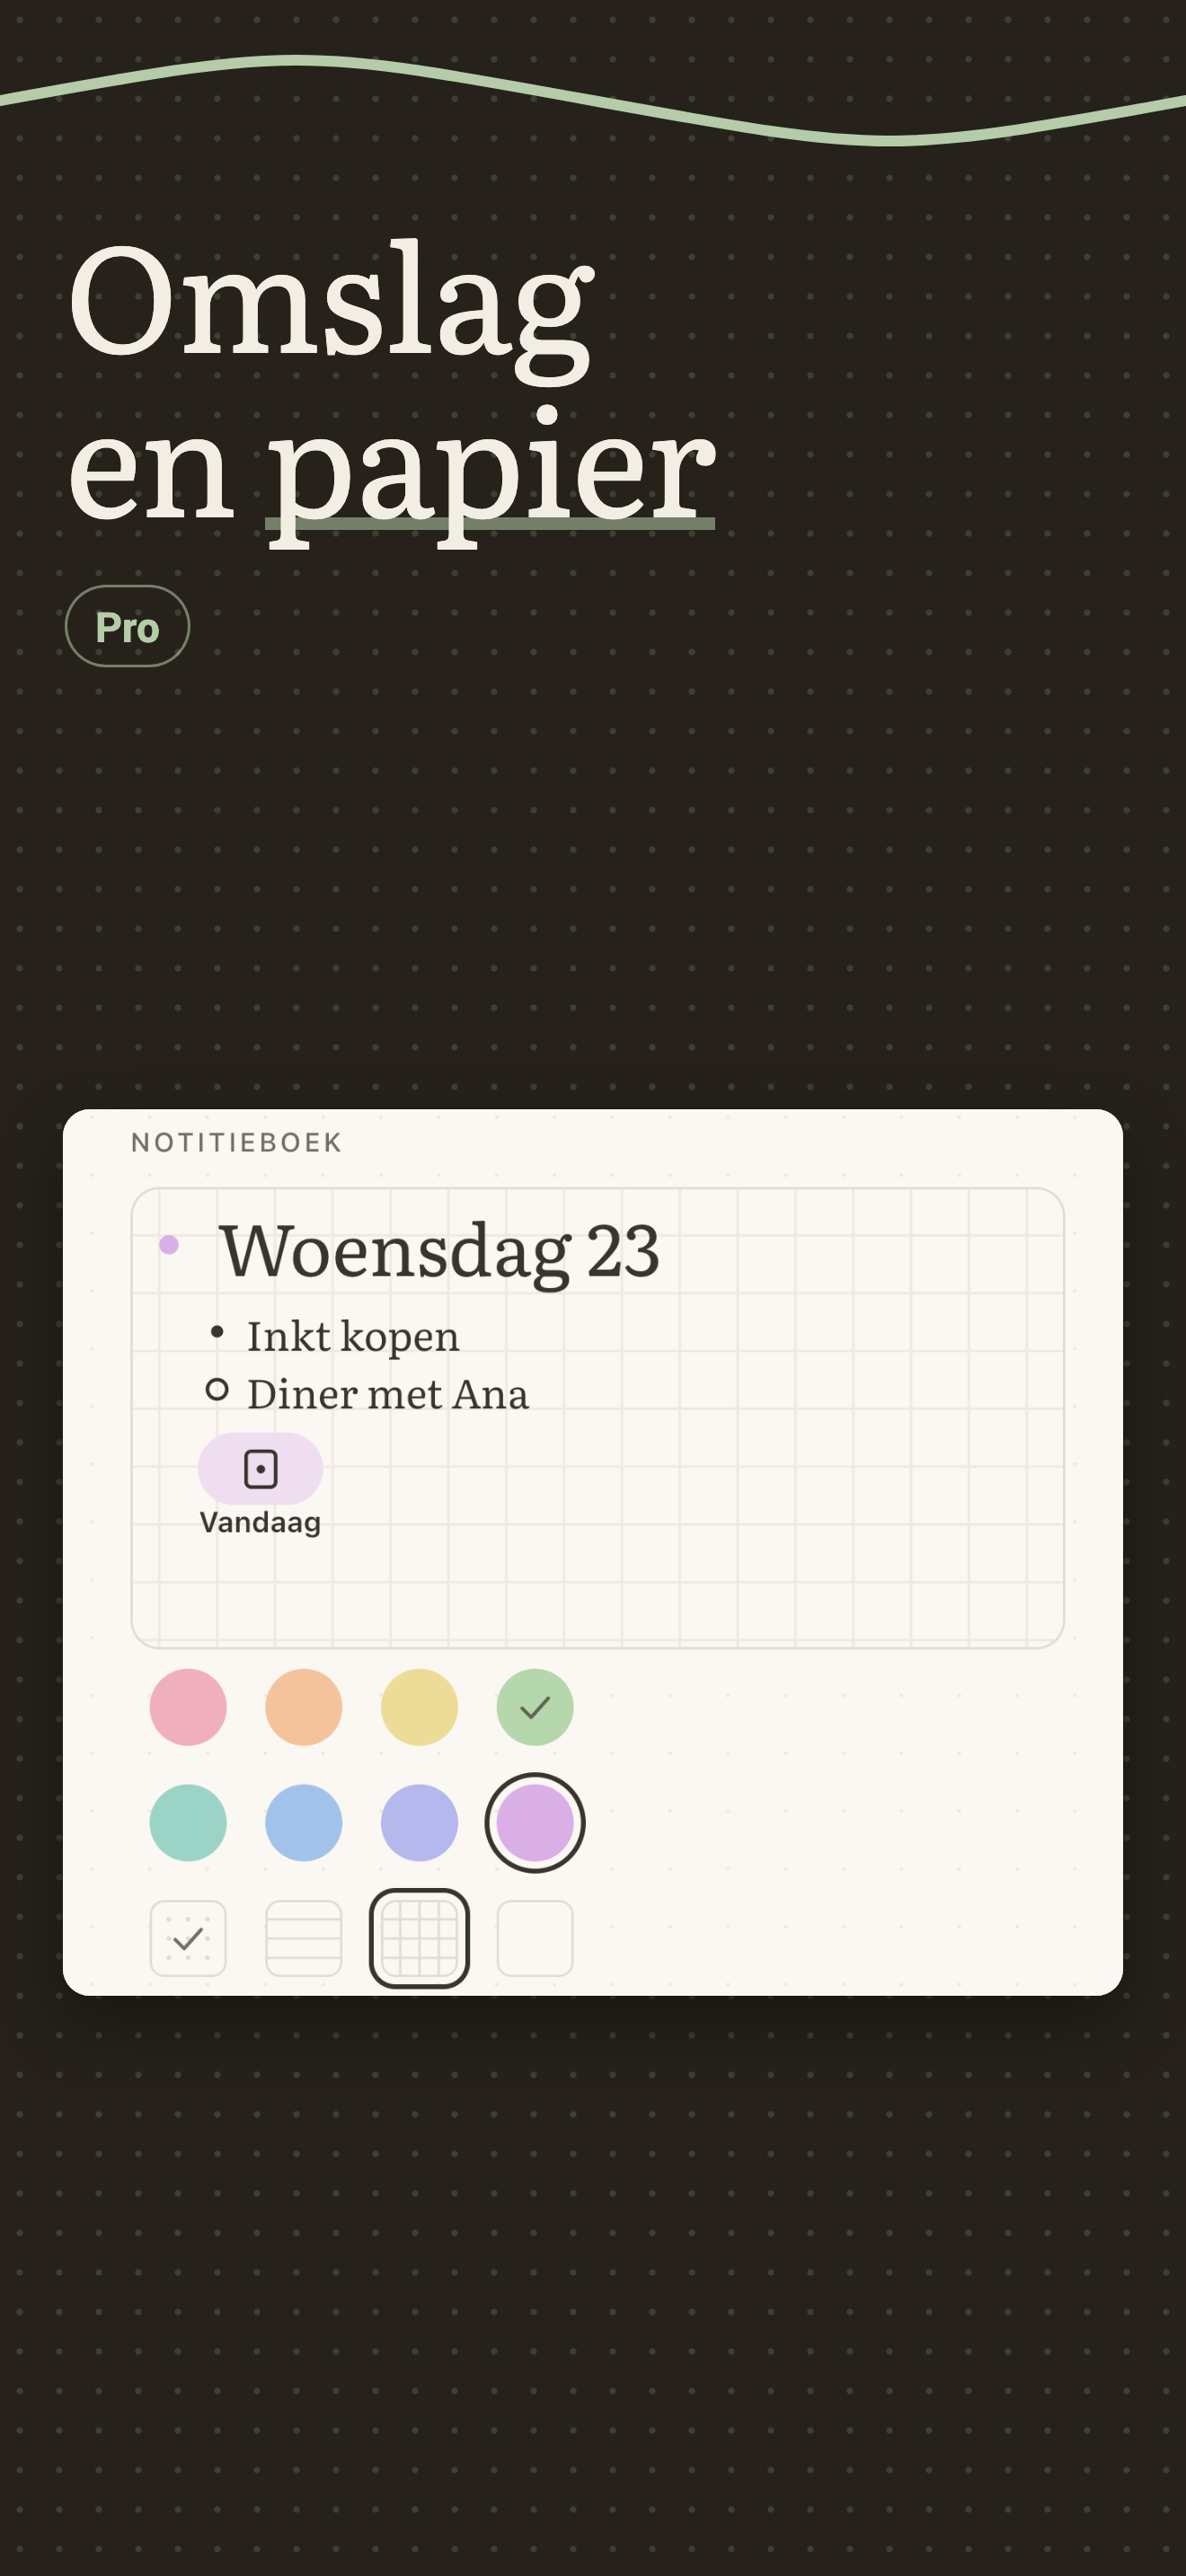 Omslag
en papier
Pro
NOTITIEBOEK
Woensdag 23
Inkt kopen
Diner met Ana
Vandaag